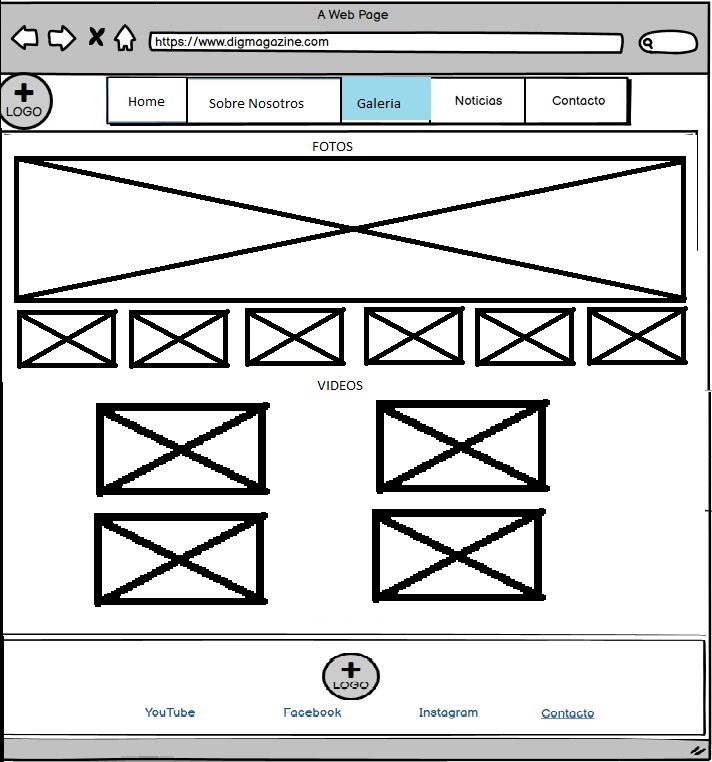 A Web Page
https://www.digmagazine.com
LOGO
Home Sobre Nosotros Galeria Noticias Contacto
FOTOS
VIDEOS
LOGO
YouTube Facebook Instagram Contacto